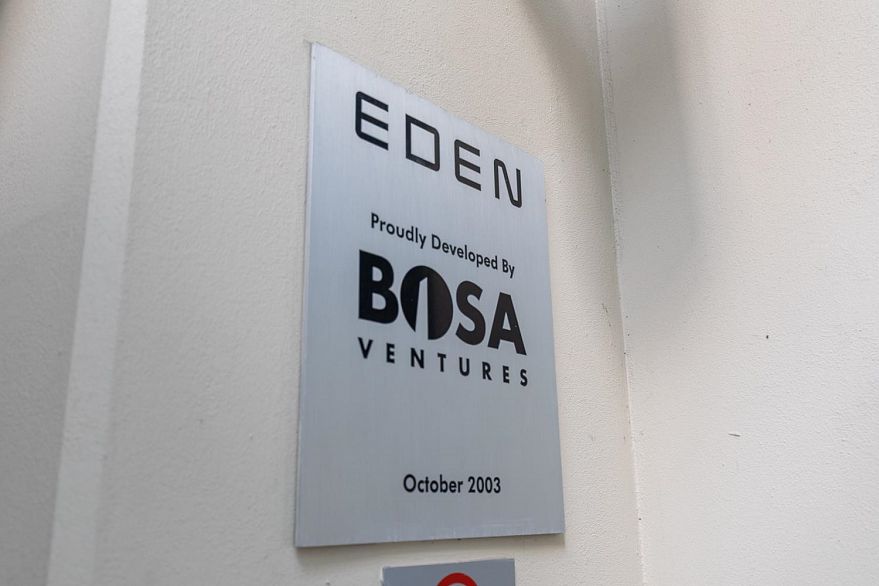 EDEN
Proudly Developed By
BOSA
VENTURES
October 2003